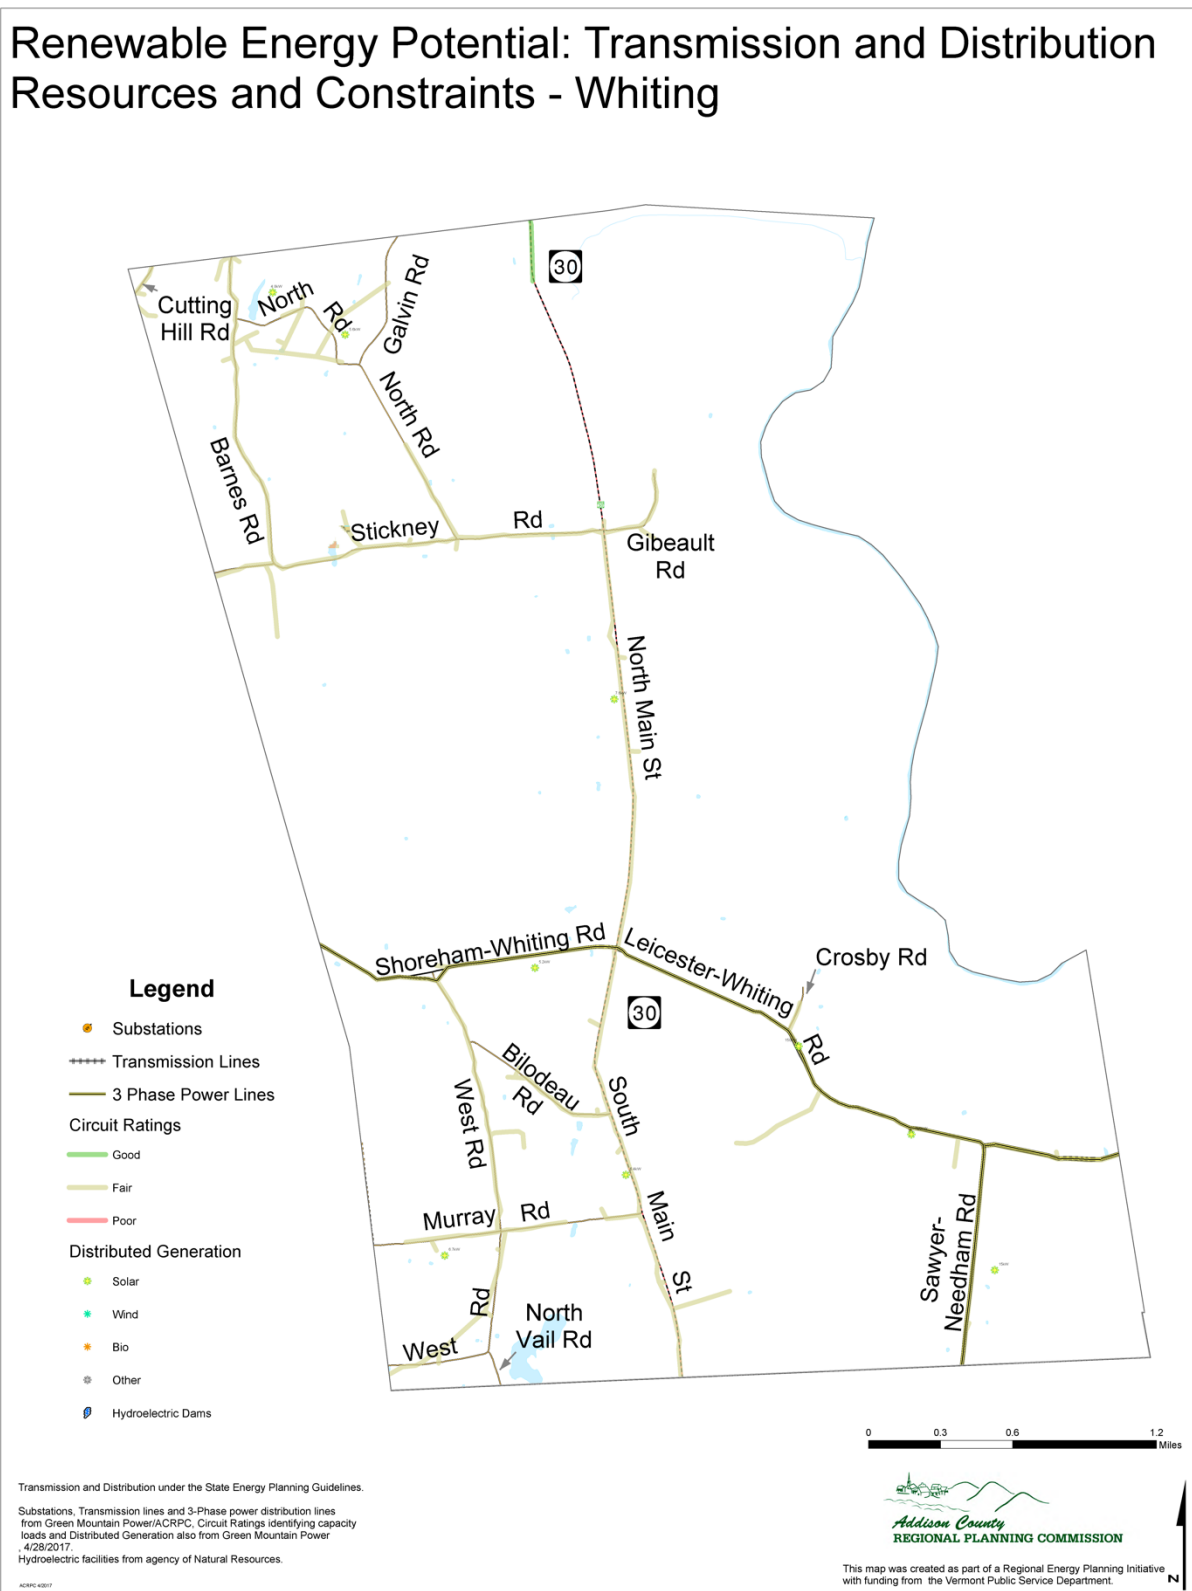 Renewable Energy Potential: Transmission and Distribution
Resources and Constraints - Whiting
30
Cutting
Hill Rd
North
Rd
Galvin Rd
North Rd
Barnes Rd
Stickney
Rd
Gibeault
Rd
North Main St
Shoreham-Whiting Rd
Leicester-Whiting
Rd
Crosby Rd
30
Bilodeau
Rd
West Rd
South
Main
St
Murray
Rd
Sawyer-
Needham Rd
Rd
West
North
Vail Rd
Legend
Substations
Transmission Lines
3 Phase Power Lines
Circuit Ratings
Good
Fair
Poor
Distributed Generation
Solar
Wind
Bio
Other
Hydroelectric Dams
0 0.3 0.6 1.2
Miles
Transmission and Distribution under the State Energy Planning Guidelines.
Substations, Transmission lines and 3-Phase power distribution lines
from Green Mountain Power/ACRPC, Circuit Ratings identifying capacity
loads and Distributed Generation also from Green Mountain Power
, 4/28/2017.
Hydroelectric facilities from agency of Natural Resources.
ACRPC 4/2017
Addison County
REGIONAL PLANNING COMMISSION
This map was created as part of a Regional Energy Planning Initiative
with funding from the Vermont Public Service Department.
N